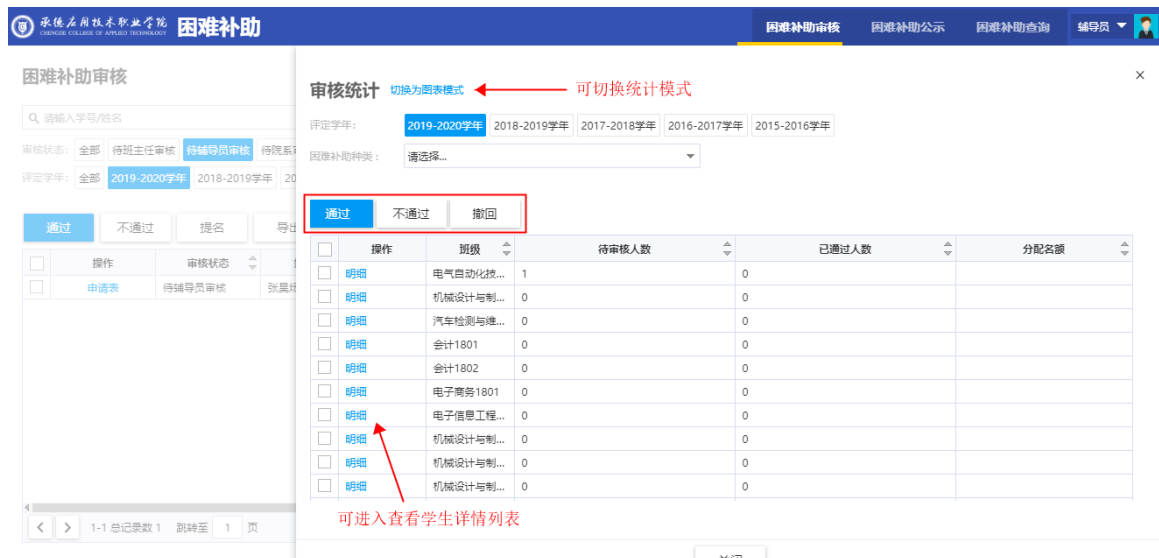 承德应用技术职业学院 困难补助
CHENGDE COLLEGE OF APPLIED TECHNOLOGY
困难补助审核 困难补助公示 困难补助查询 辅导员
困难补助审核
请输入学号/姓名
审核状态: 全部 待班主任审核 待辅导员审核 待院系
评定学年: 全部 2019-2020学年 2018-2019学年 20
通过 不通过 提名 导出
操作 审核状态
申请表 待辅导员审核 张昊
1-1 总记录数 1 跳转至 1 页
审核统计 切换为图表模式 可切换统计模式
×
评定学年: 2019-2020学年 2018-2019学年 2017-2018学年 2016-2017学年 2015-2016学年
困难补助种类: 请选择...
通过 不通过 撤回
操作 班级 待审核人数 已通过人数 分配名额
明细 电气自动化技... 1 0
明细 机械设计与制... 0 0
明细 汽车检测与维... 0 0
明细 会计1801 0 0
明细 会计1802 0 0
明细 电子商务1801 0 0
明细 电子信息工程... 0 0
明细 机械设计与制... 0 0
明细 机械设计与制... 0 0
明细 机械设计与制... 0 0
可进入查看学生详情列表
关闭